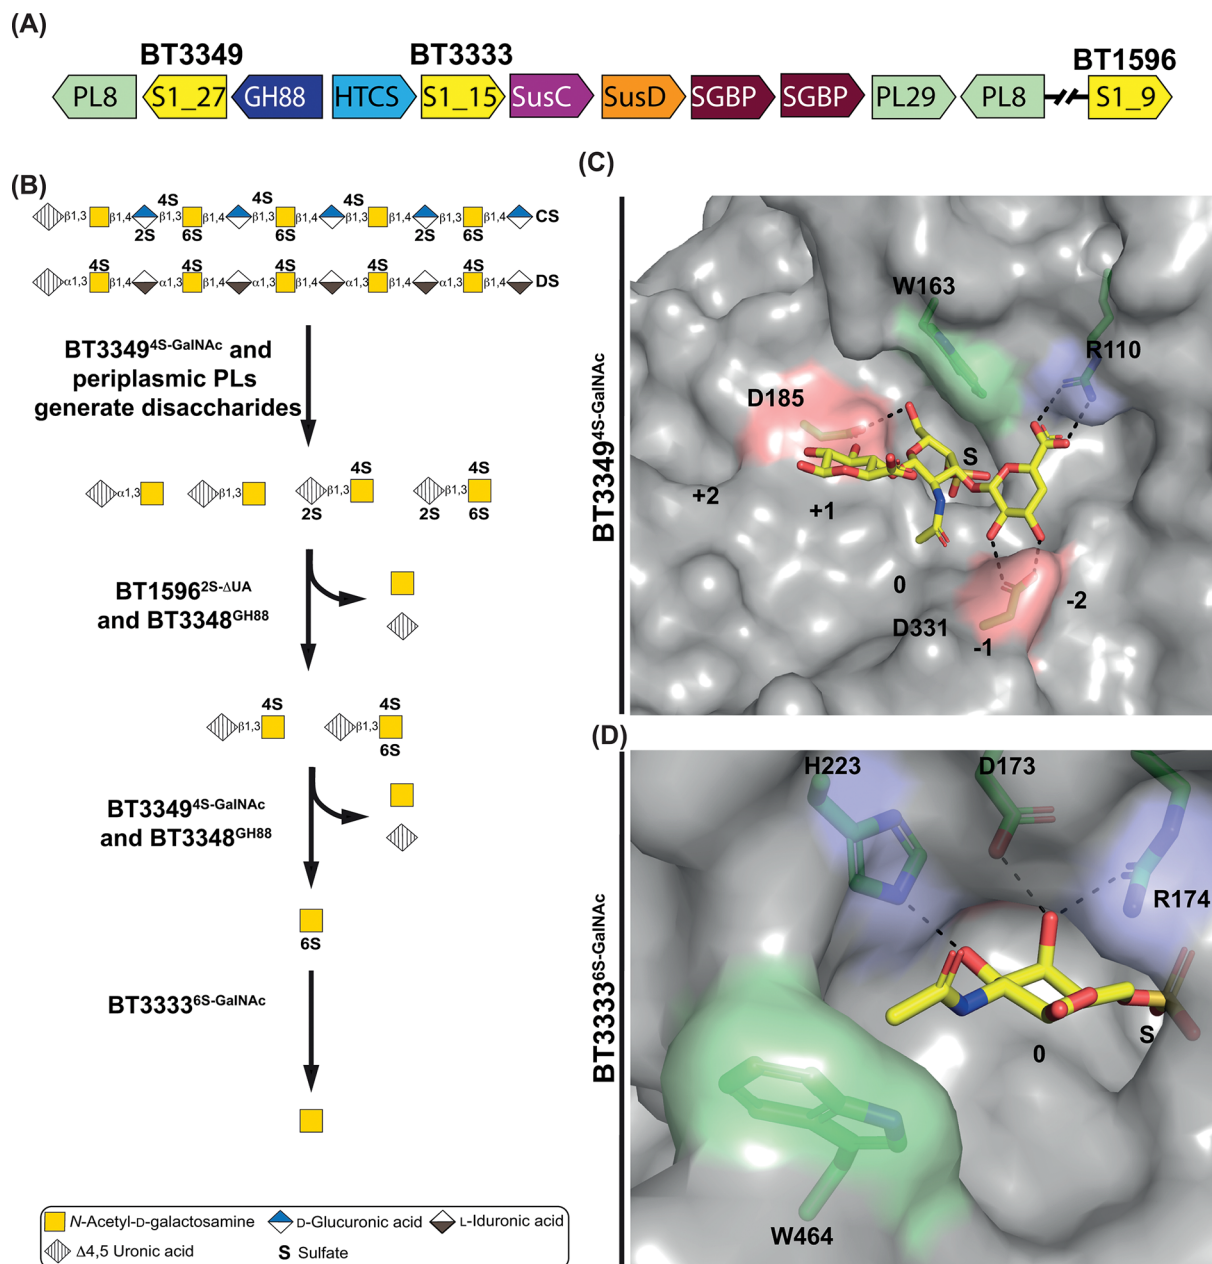 (A)
BT3349 BT3333 BT1596
PL8 S1_27 GH88 HTCS S1_15 SusC SusD SGBP SGBP PL29 PL8 S1_9
(B)
4S 4S 4S
β1,3 β1,4 β1,3 β1,4 β1,3 β1,4 β1,3 β1,4 β1,3 β1,4 CS
2S 6S 6S 2S 6S
4S 4S 4S 4S 4S
α1,3 β1,4 α1,3 β1,4 α1,3 β1,4 α1,3 β1,4 α1,3 β1,4 DS
BT3349 4S-GalNAc and
periplasmic PLs
generate disaccharides
4S 4S
α1,3 β1,3 β1,3 β1,3
2S 2S 6S
BT1596 2S-ΔUA
and BT3348 GH88
4S 4S
β1,3 β1,3
6S
BT3349 4S-GalNAc
and BT3348 GH88
6S
BT3333 6S-GalNAc
N-Acetyl-D-galactosamine D-Glucuronic acid L-Iduronic acid
Δ4,5 Uronic acid S Sulfate
(C)
BT3349 4S-GalNAc
W163
R110
D185
S
+2
+1
0
-2
D331
-1
(D)
BT3333 6S-GalNAc
H223 D173
R174
S
0
W464